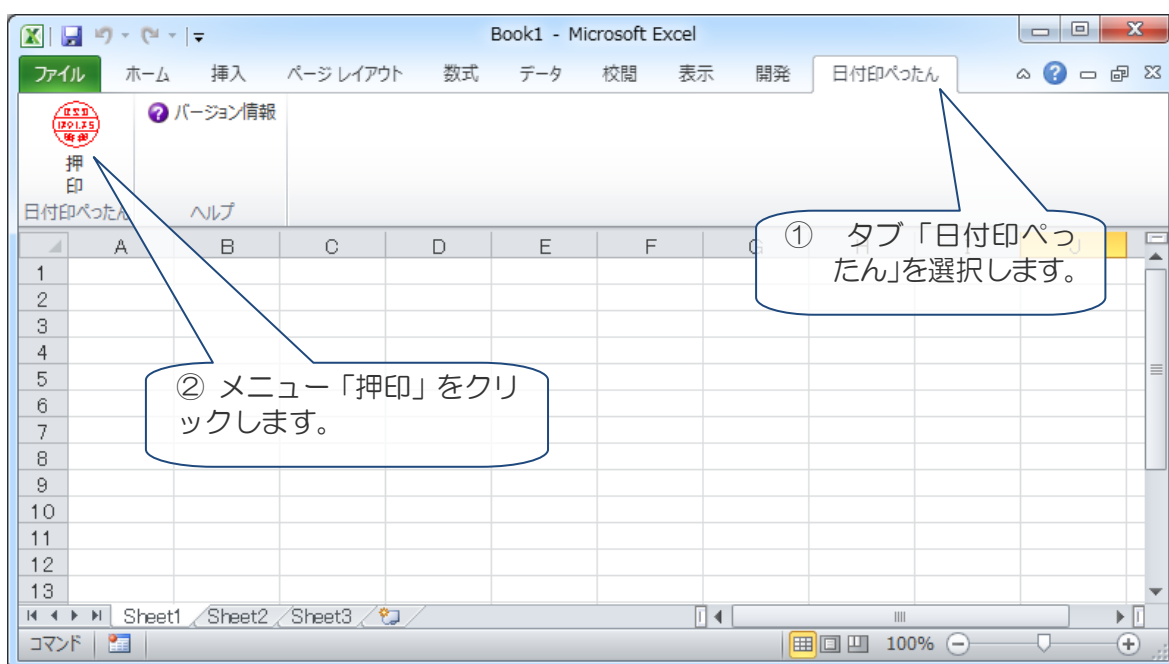 Book1 - Microsoft Excel
ファイル ホーム 挿入 ページ レイアウト 数式 データ 校閲 表示 開発 日付印ぺったん
バージョン情報
押
印
日付印ぺったん ヘルプ
① タブ「日付印ぺっ
たん」を選択します。
A B C D E F G J
1
2
3
4
5
② メニュー「押印」をクリ
ックします。
6
7
8
9
10
11
12
13
Sheet1 Sheet2 Sheet3
コマンド 100%